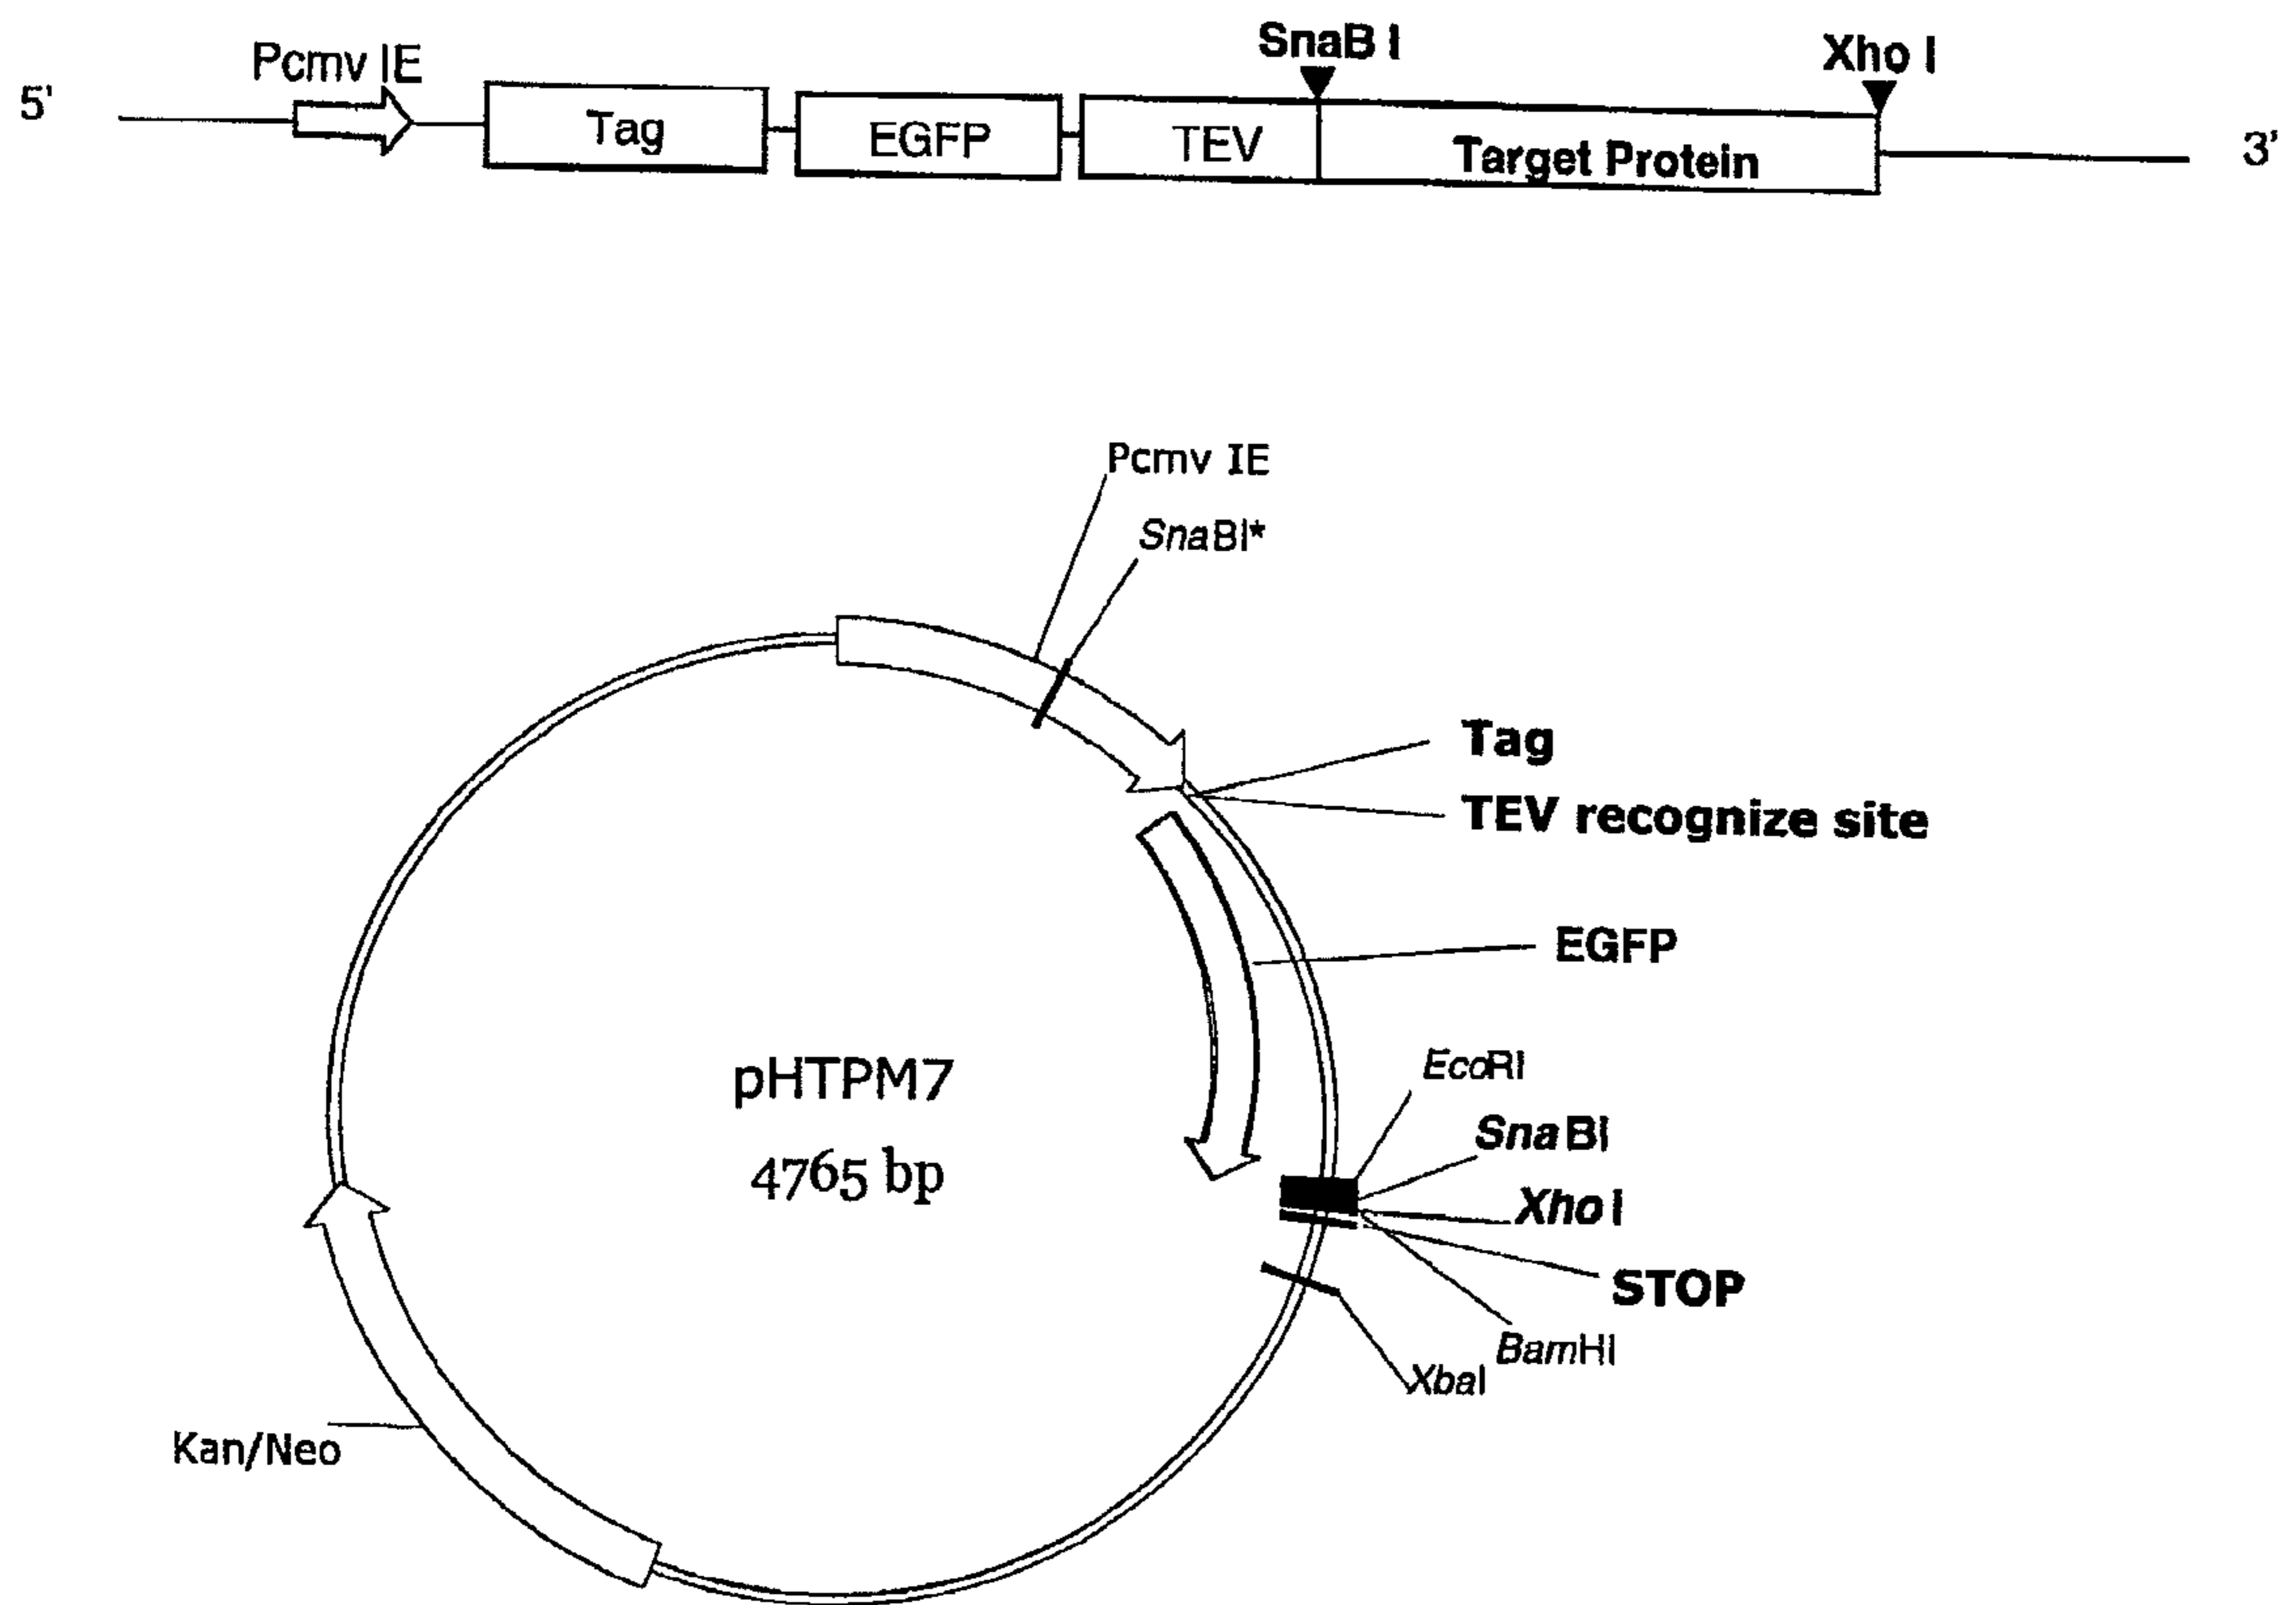 5'
Pcmv IE
Tag
EGFP
TEV
SnaB I
Target Protein
Xho I
3'
Pcmv IE
SnaBI*
Tag
TEV recognize site
EGFP
EcoRI
SnaBI
Xho I
STOP
BamHI
XbaI
pHTPM7
4765 bp
Kan/Neo